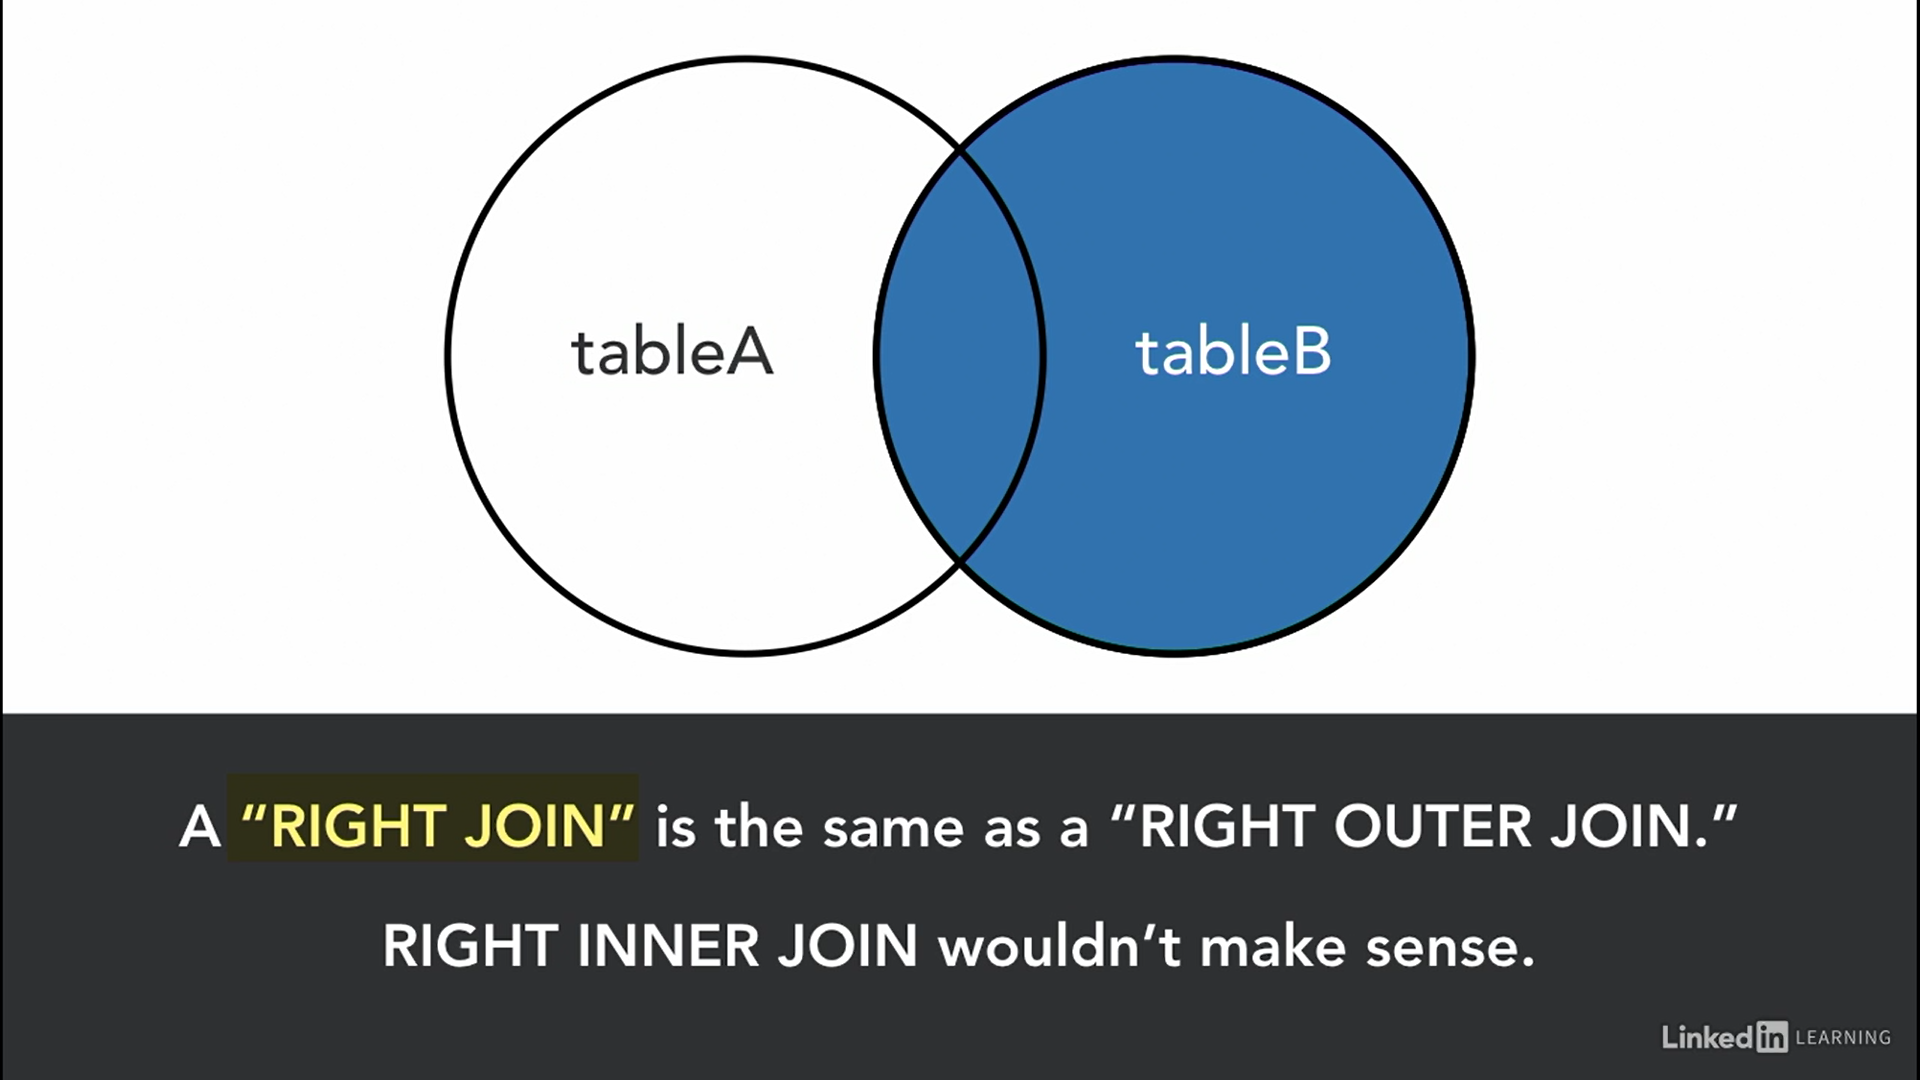 tableA
tableB
A “RIGHT JOIN” is the same as a “RIGHT OUTER JOIN.”
RIGHT INNER JOIN wouldn’t make sense.
Linked in LEARNING